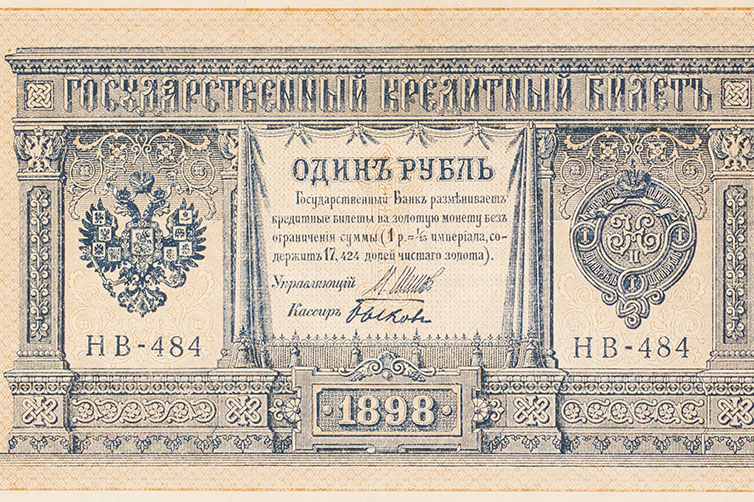 ГОСУДАРСТВЕННЫЙ КРЕДИТНЫЙ БИЛЕТЪ
ОДИНЪ РУБЛЬ
Государственный Банкъ размѣниваетъ
кредитные билеты на золотую монету безъ
ограниченія суммы (1 р.=1/15 имперіала, со-
держитъ 17,424 долей чистаго золота).
Управляющій
Кассиръ
НВ-484 НВ-484
1898